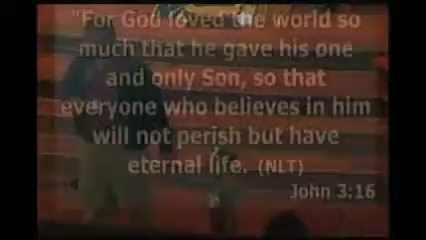 "For God loved the world so
much that he gave his one
and only Son, so that
everyone who believes in him
will not perish but have
eternal life. (NLT)
John 3:16